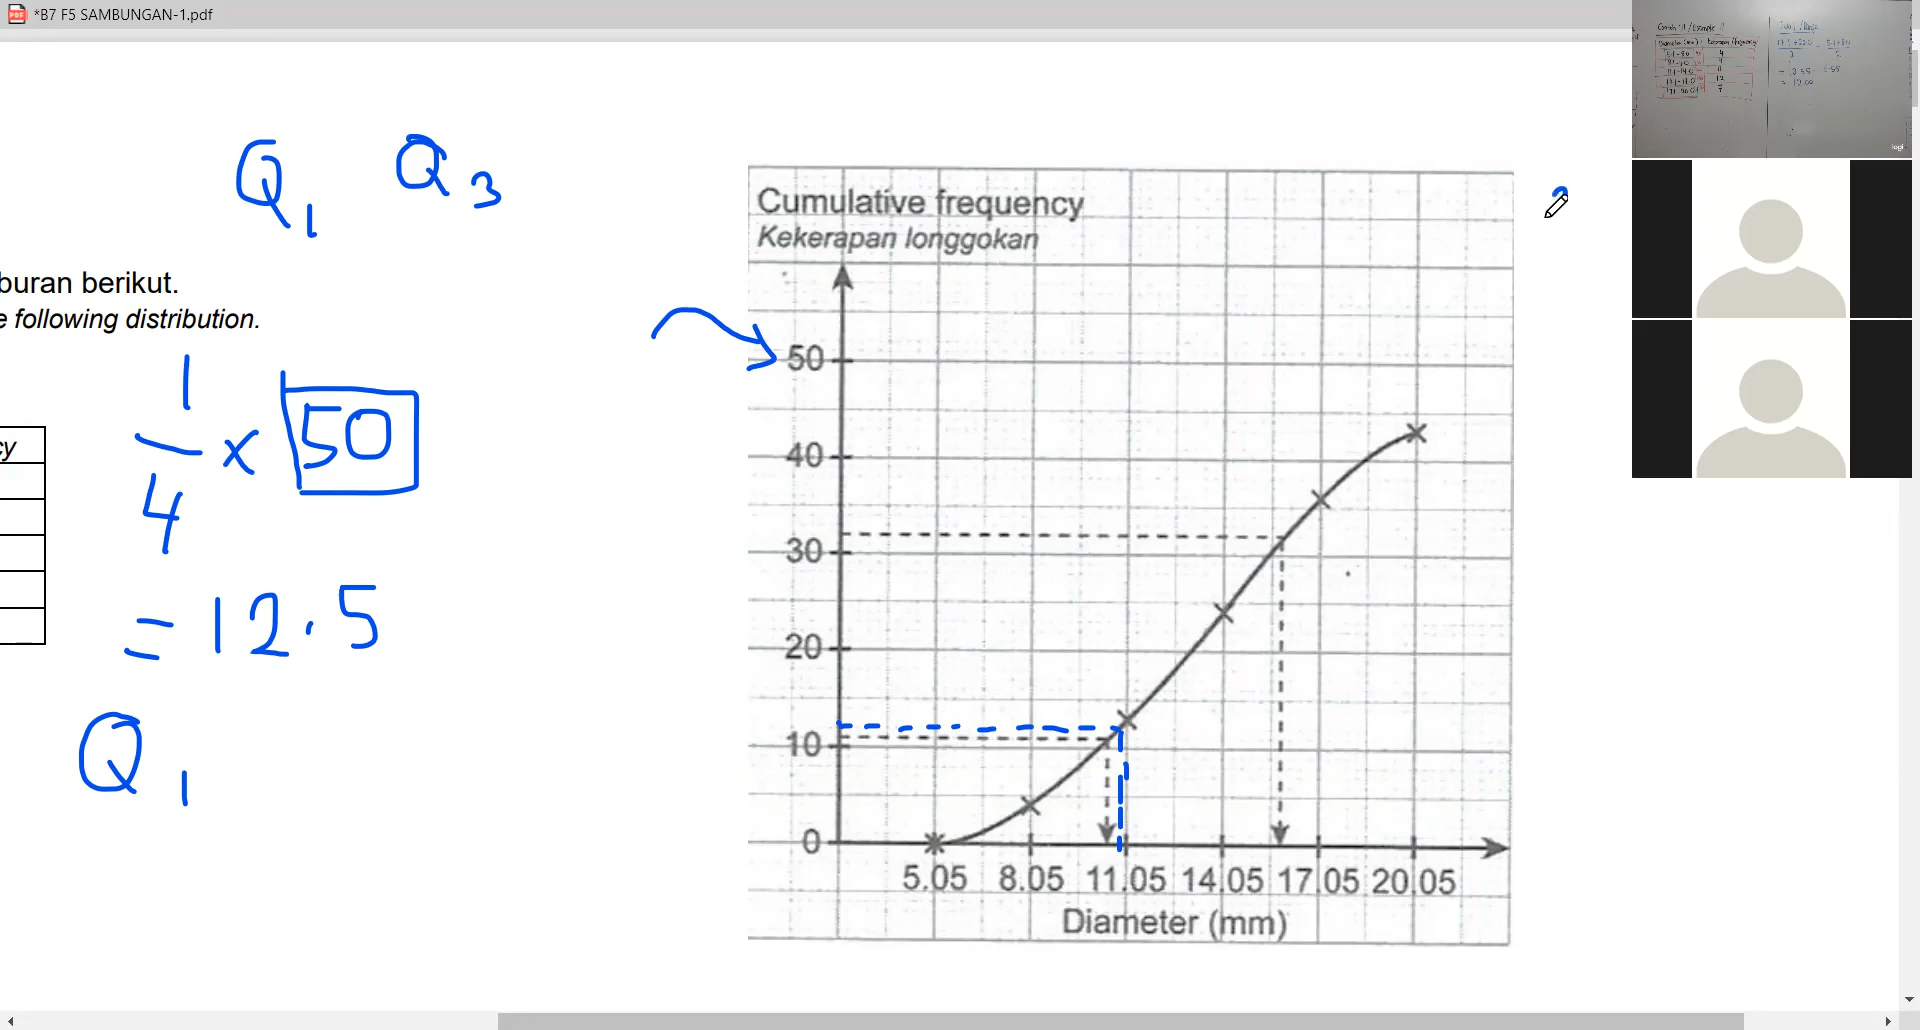 *B7 F5 SAMBUNGAN-1.pdf
Q1 Q3
buran berikut.
e following distribution.
cy
1
4 × 50
= 12.5
Q1
Cumulative frequency
Kekerapan longgokan
50
40
30
20
10
0
5.05 8.05 11.05 14.05 17.05 20.05
Diameter (mm)
logi